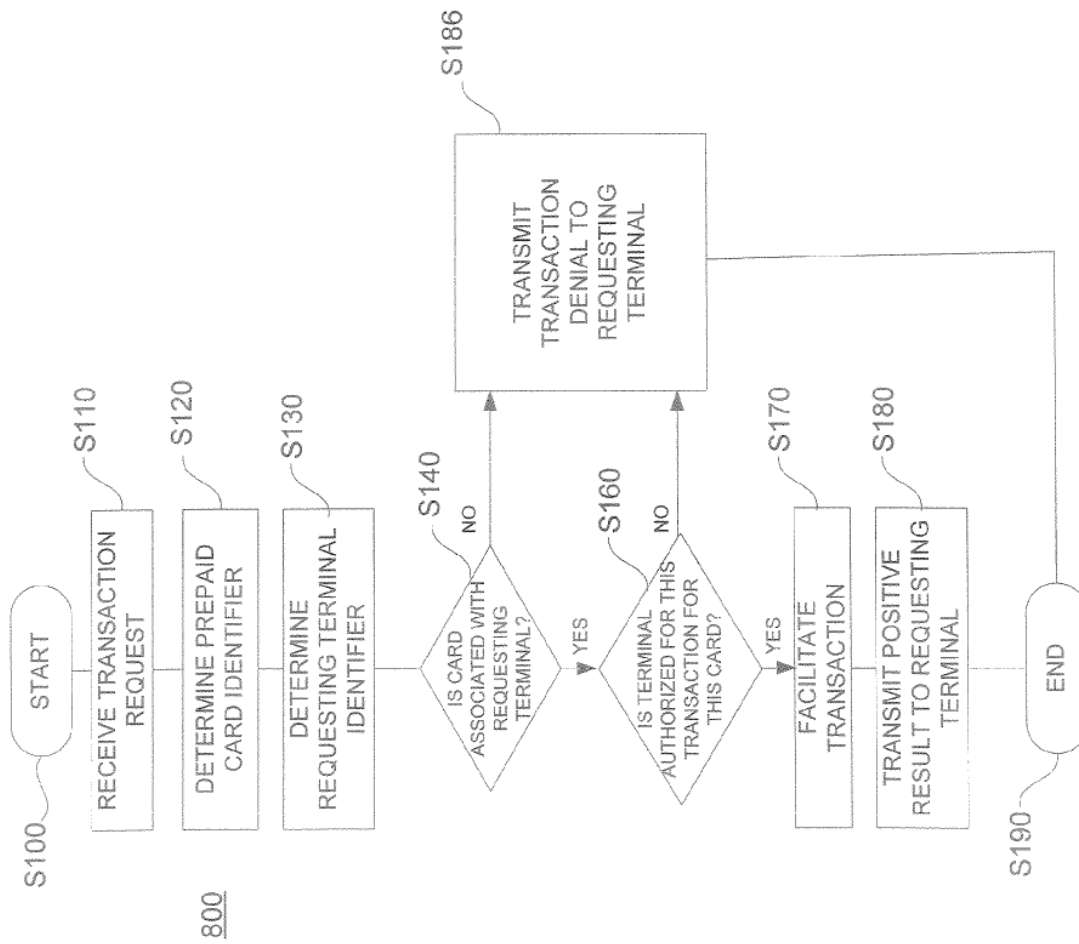 800
S100
START
S110
RECEIVE TRANSACTION
REQUEST
S120
DETERMINE PREPAID
CARD IDENTIFIER
S130
DETERMINE
REQUESTING TERMINAL
IDENTIFIER
S140
IS CARD
ASSOCIATED WITH
REQUESTING
TERMINAL?
NO
YES
S160
IS TERMINAL
AUTHORIZED FOR THIS
TRANSACTION FOR
THIS CARD?
NO
YES
S186
TRANSMIT
TRANSACTION
DENIAL TO
REQUESTING
TERMINAL
S170
FACILITATE
TRANSACTION
S180
TRANSMIT POSITIVE
RESULT TO REQUESTING
TERMINAL
S190
END